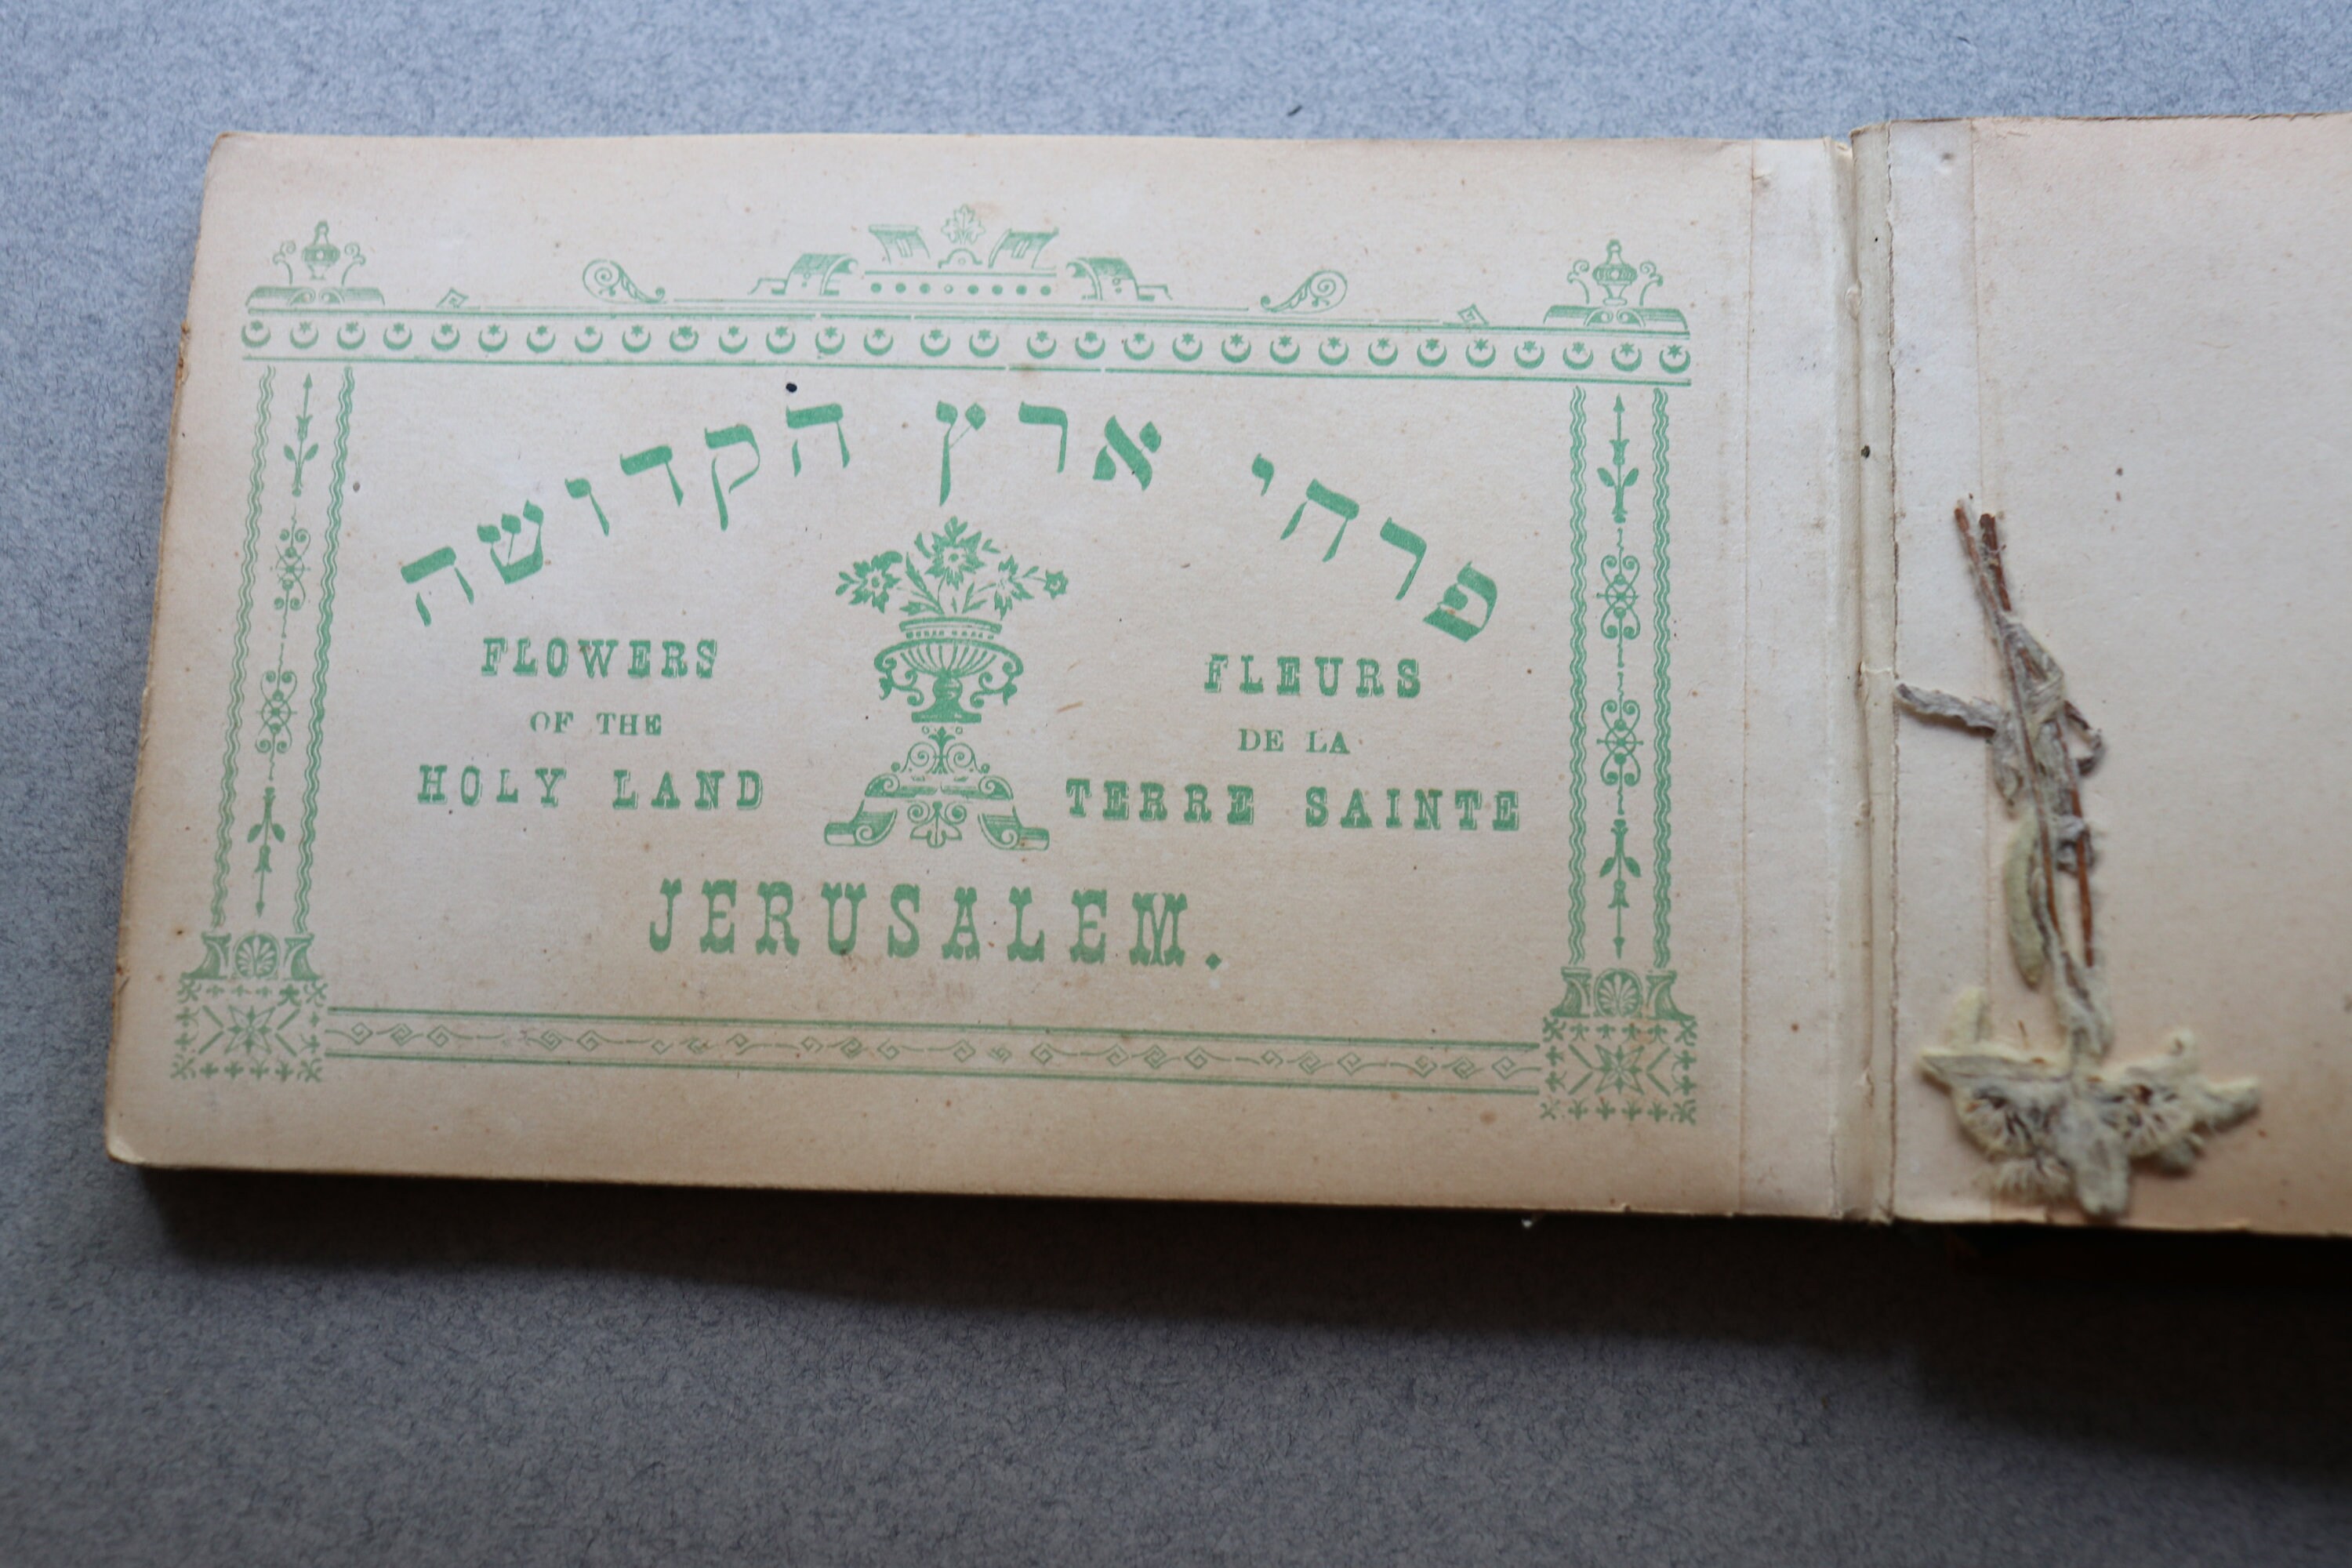 פרחי ארץ הקדושה
FLOWERS
OF THE
HOLY LAND
FLEURS
DE LA
TERRE SAINTE
JERUSALEM.